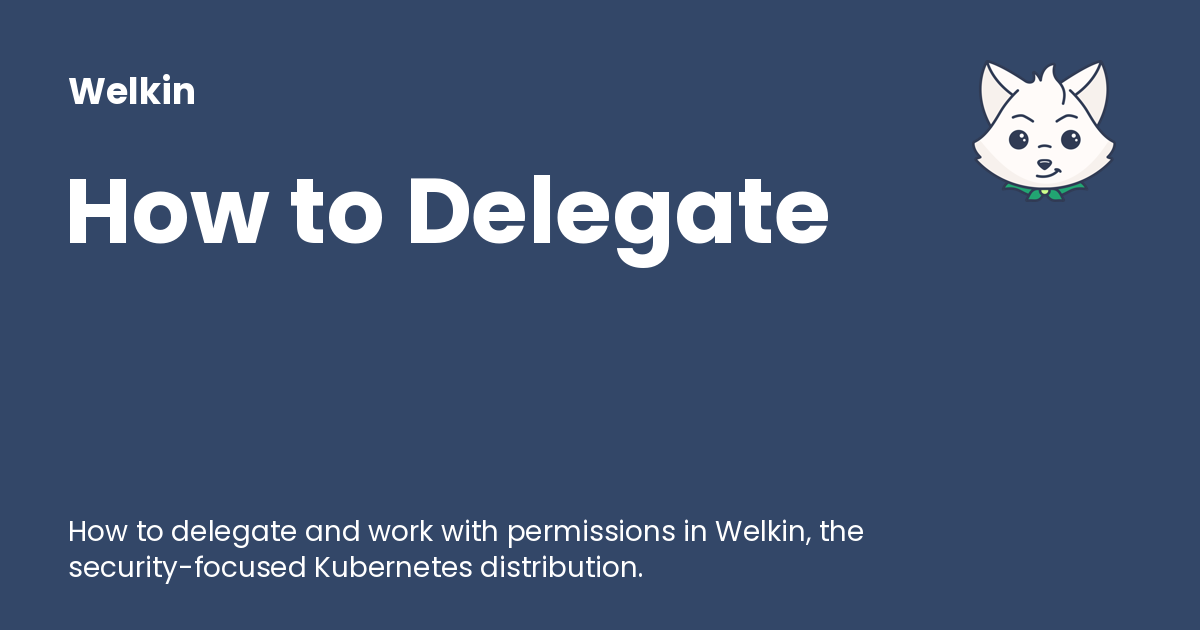 Welkin
How to Delegate
How to delegate and work with permissions in Welkin, the
security-focused Kubernetes distribution.